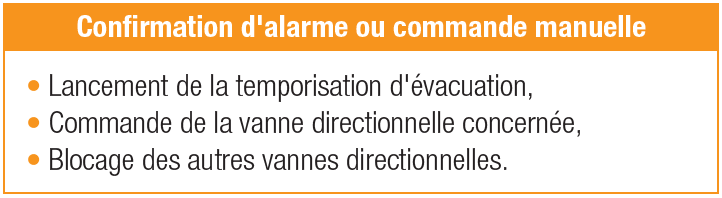 Confirmation d'alarme ou commande manuelle
• Lancement de la temporisation d'évacuation,
• Commande de la vanne directionnelle concernée,
• Blocage des autres vannes directionnelles.